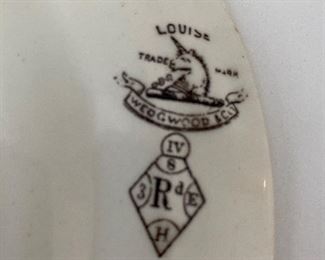 LOUISE
TRADE MARK
WEDGWOOD & Co
IV
8
3 Rd E
H